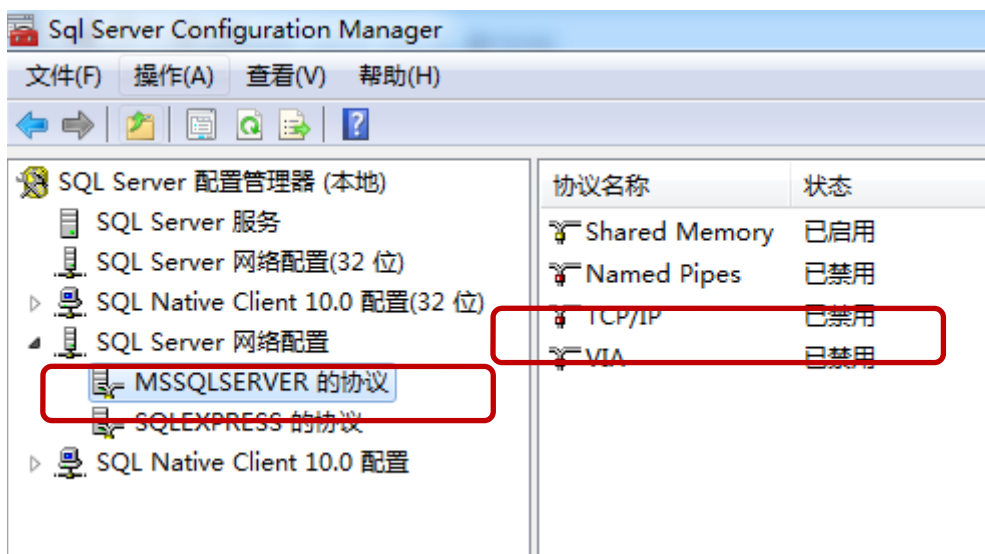 Sql Server Configuration Manager
文件(F) 操作(A) 查看(V) 帮助(H)
SQL Server 配置管理器 (本地)
SQL Server 服务
SQL Server 网络配置(32 位)
SQL Native Client 10.0 配置(32 位)
SQL Server 网络配置
MSSQLSERVER 的协议
SQLEXPRESS 的协议
SQL Native Client 10.0 配置
协议名称 状态
Shared Memory 已启用
Named Pipes 已禁用
TCP/IP 已禁用
VIA 已禁用